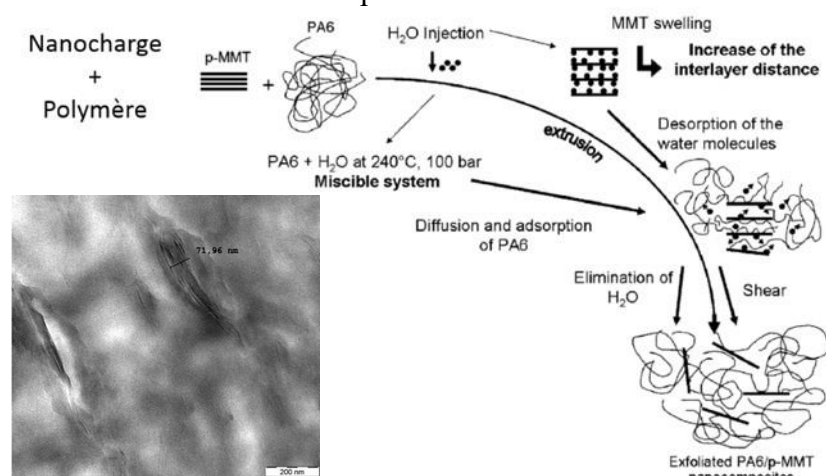 Nanocharge
+
Polymère
p-MMT
+
PA6
H₂O Injection
MMT swelling
Increase of the
interlayer distance
extrusion
Desorption of the
water molecules
PA6 + H₂O at 240°C, 100 bar
Miscible system
Diffusion and adsorption
of PA6
Elimination of
H₂O
Shear
71,96 nm
200 nm
Exfoliated PA6/p-MMT
nanocomposites